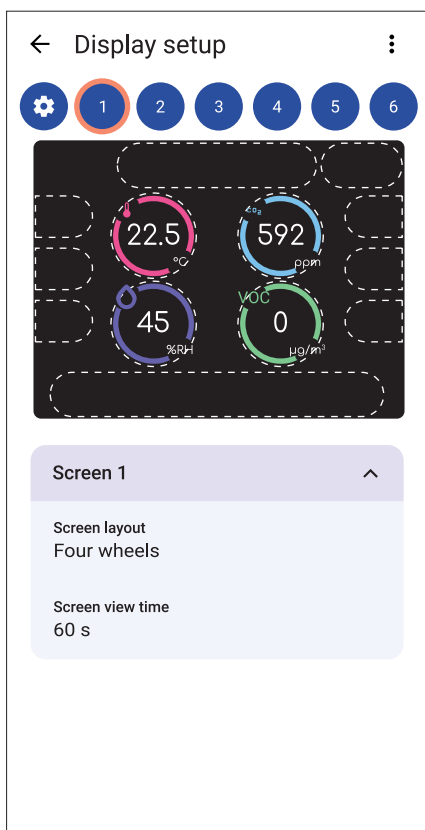 Display setup
1 2 3 4 5 6
22.5 °C
CO₂ 592 ppm
45 %RH
VOC 0 µg/m³
Screen 1
Screen layout
Four wheels
Screen view time
60 s